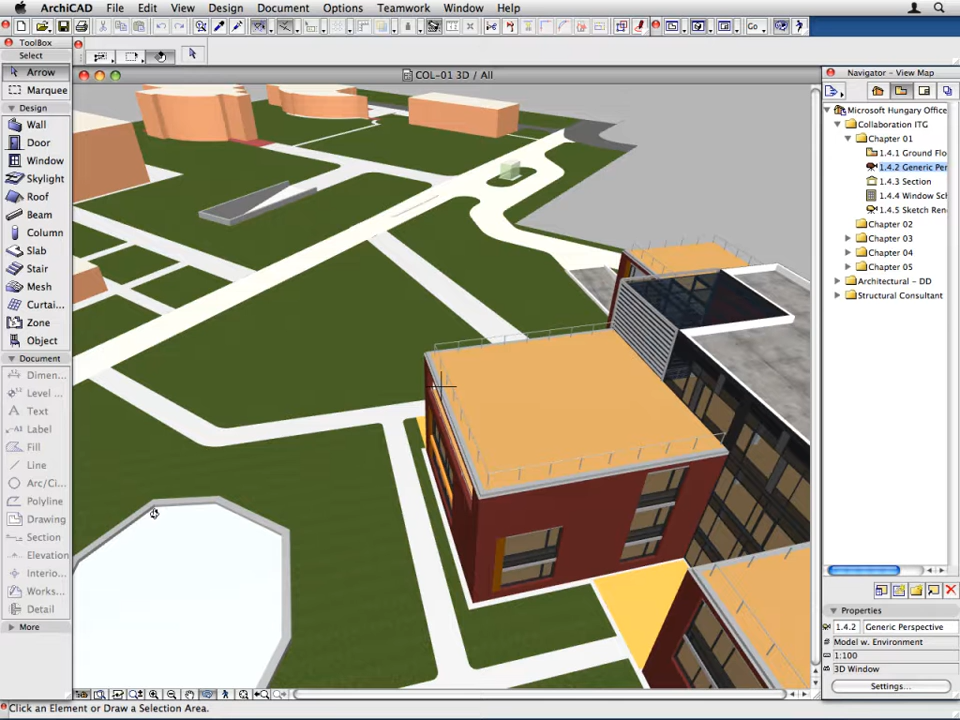 ArchiCAD File Edit View Design Document Options Teamwork Window Help
Go
ToolBox
Select
Arrow
Marquee
Design
Wall
Door
Window
Skylight
Roof
Beam
Column
Slab
Stair
Mesh
Curtai...
Zone
Object
Document
Dimen...
Level ...
Text
Label
Fill
Line
Arc/Ci...
Polyline
Drawing
Section
Elevation
Interio...
Works...
Detail
More
COL-01 3D / All
Navigator - View Map
Microsoft Hungary Office
Collaboration ITG
Chapter 01
1.4.1 Ground Flo
1.4.2 Generic Per
1.4.3 Section
1.4.4 Window Sch
1.4.5 Sketch Ren
Chapter 02
Chapter 03
Chapter 04
Chapter 05
Architectural - DD
Structural Consultant
Properties
1.4.2 Generic Perspective
Model w. Environment
1:100
3D Window
Settings...
Click an Element or Draw a Selection Area.